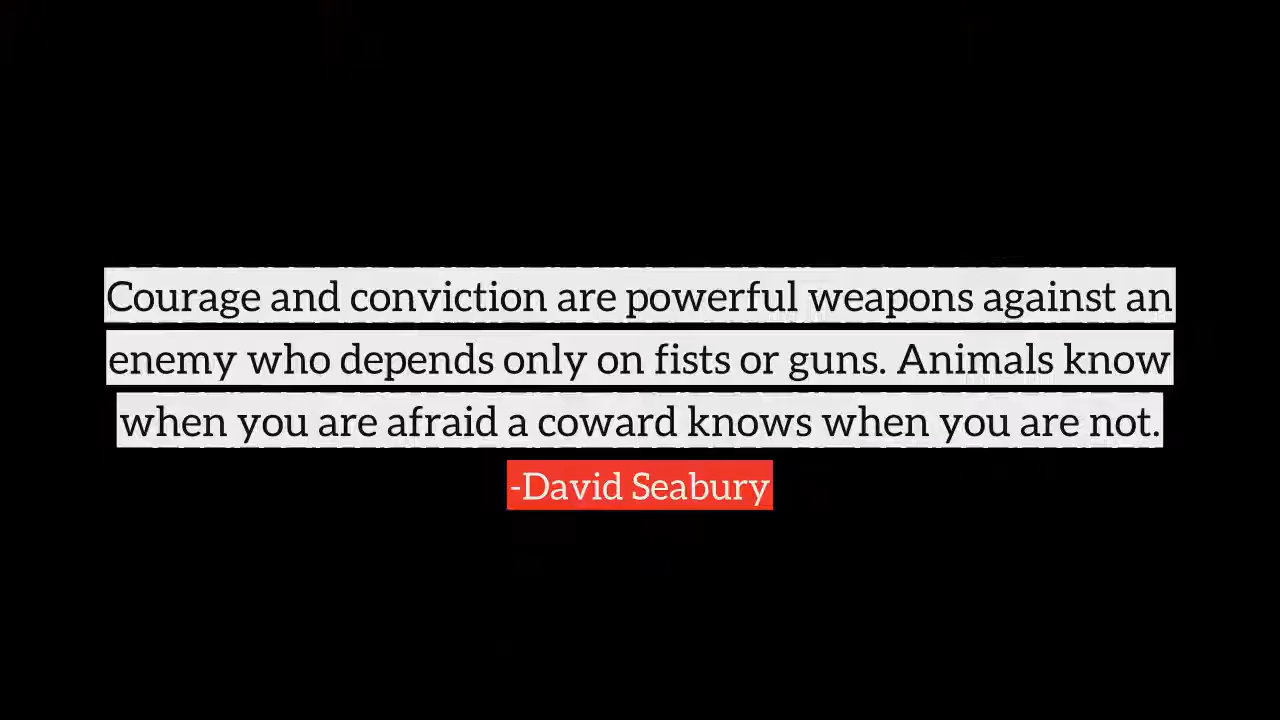 Courage and conviction are powerful weapons against an
enemy who depends only on fists or guns. Animals know
when you are afraid a coward knows when you are not.
-David Seabury